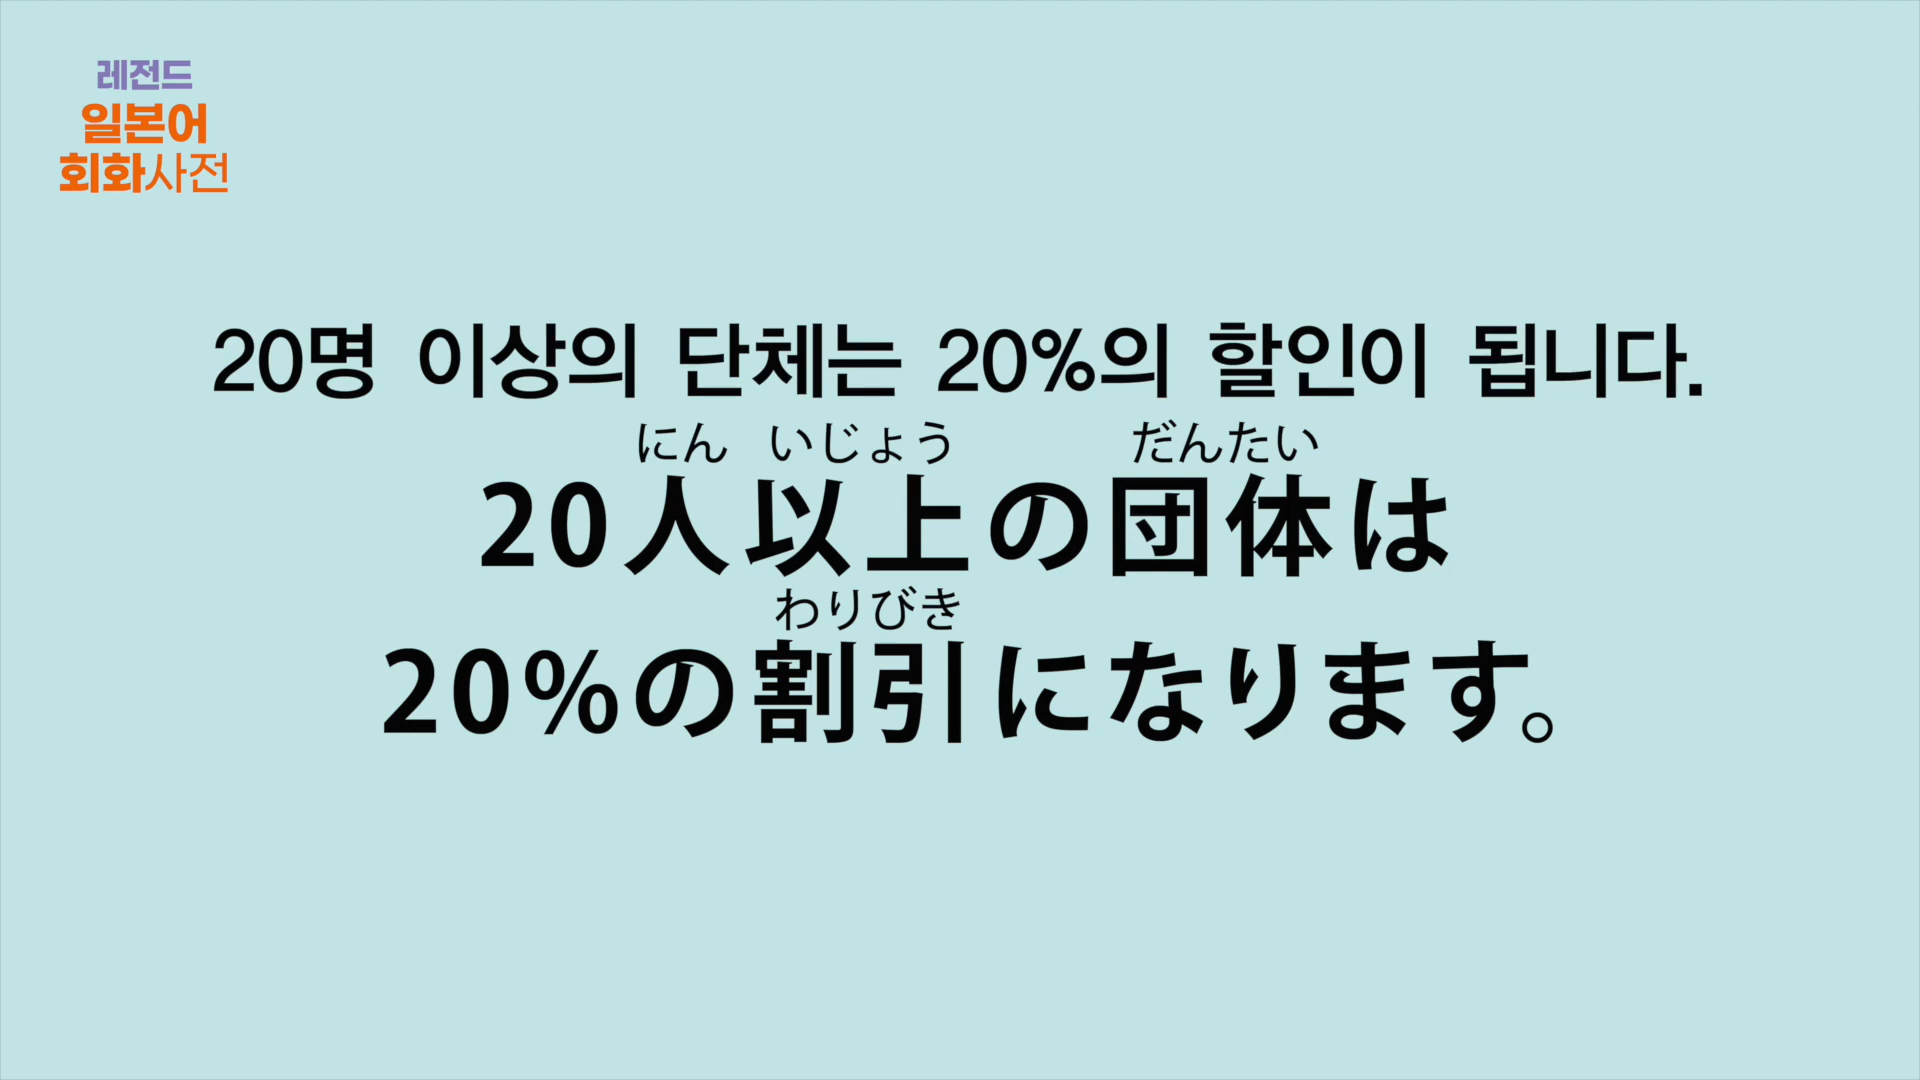 레전드
일본어
회화사전
20명 이상의 단체는 20%의 할인이 됩니다.
にん いじょう だんたい
20人以上の団体は
わりびき
20%の割引になります。